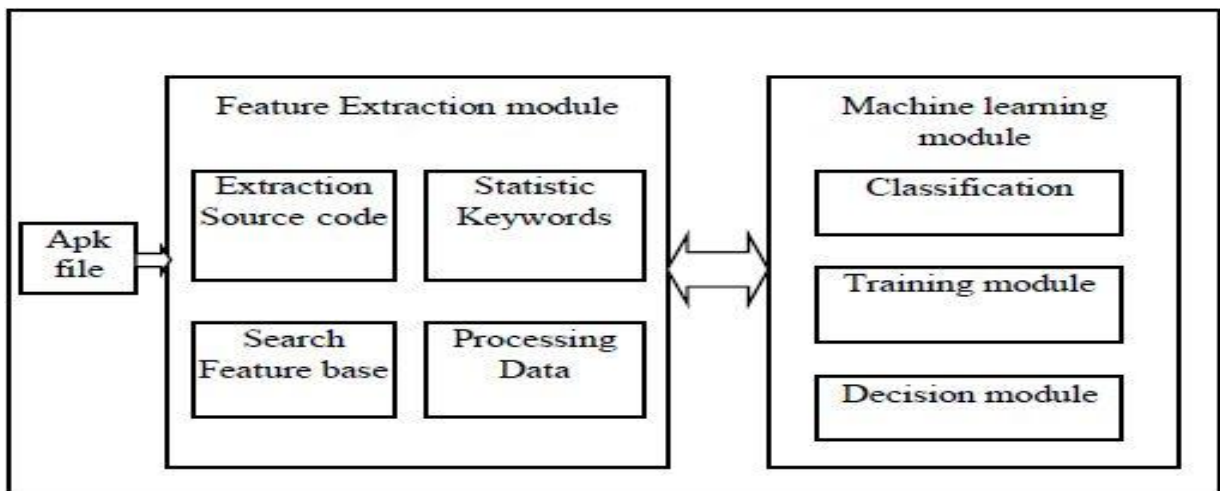 Apk
file
Feature Extraction module
Extraction
Source code
Statistic
Keywords
Search
Feature base
Processing
Data
Machine learning
module
Classification
Training module
Decision module